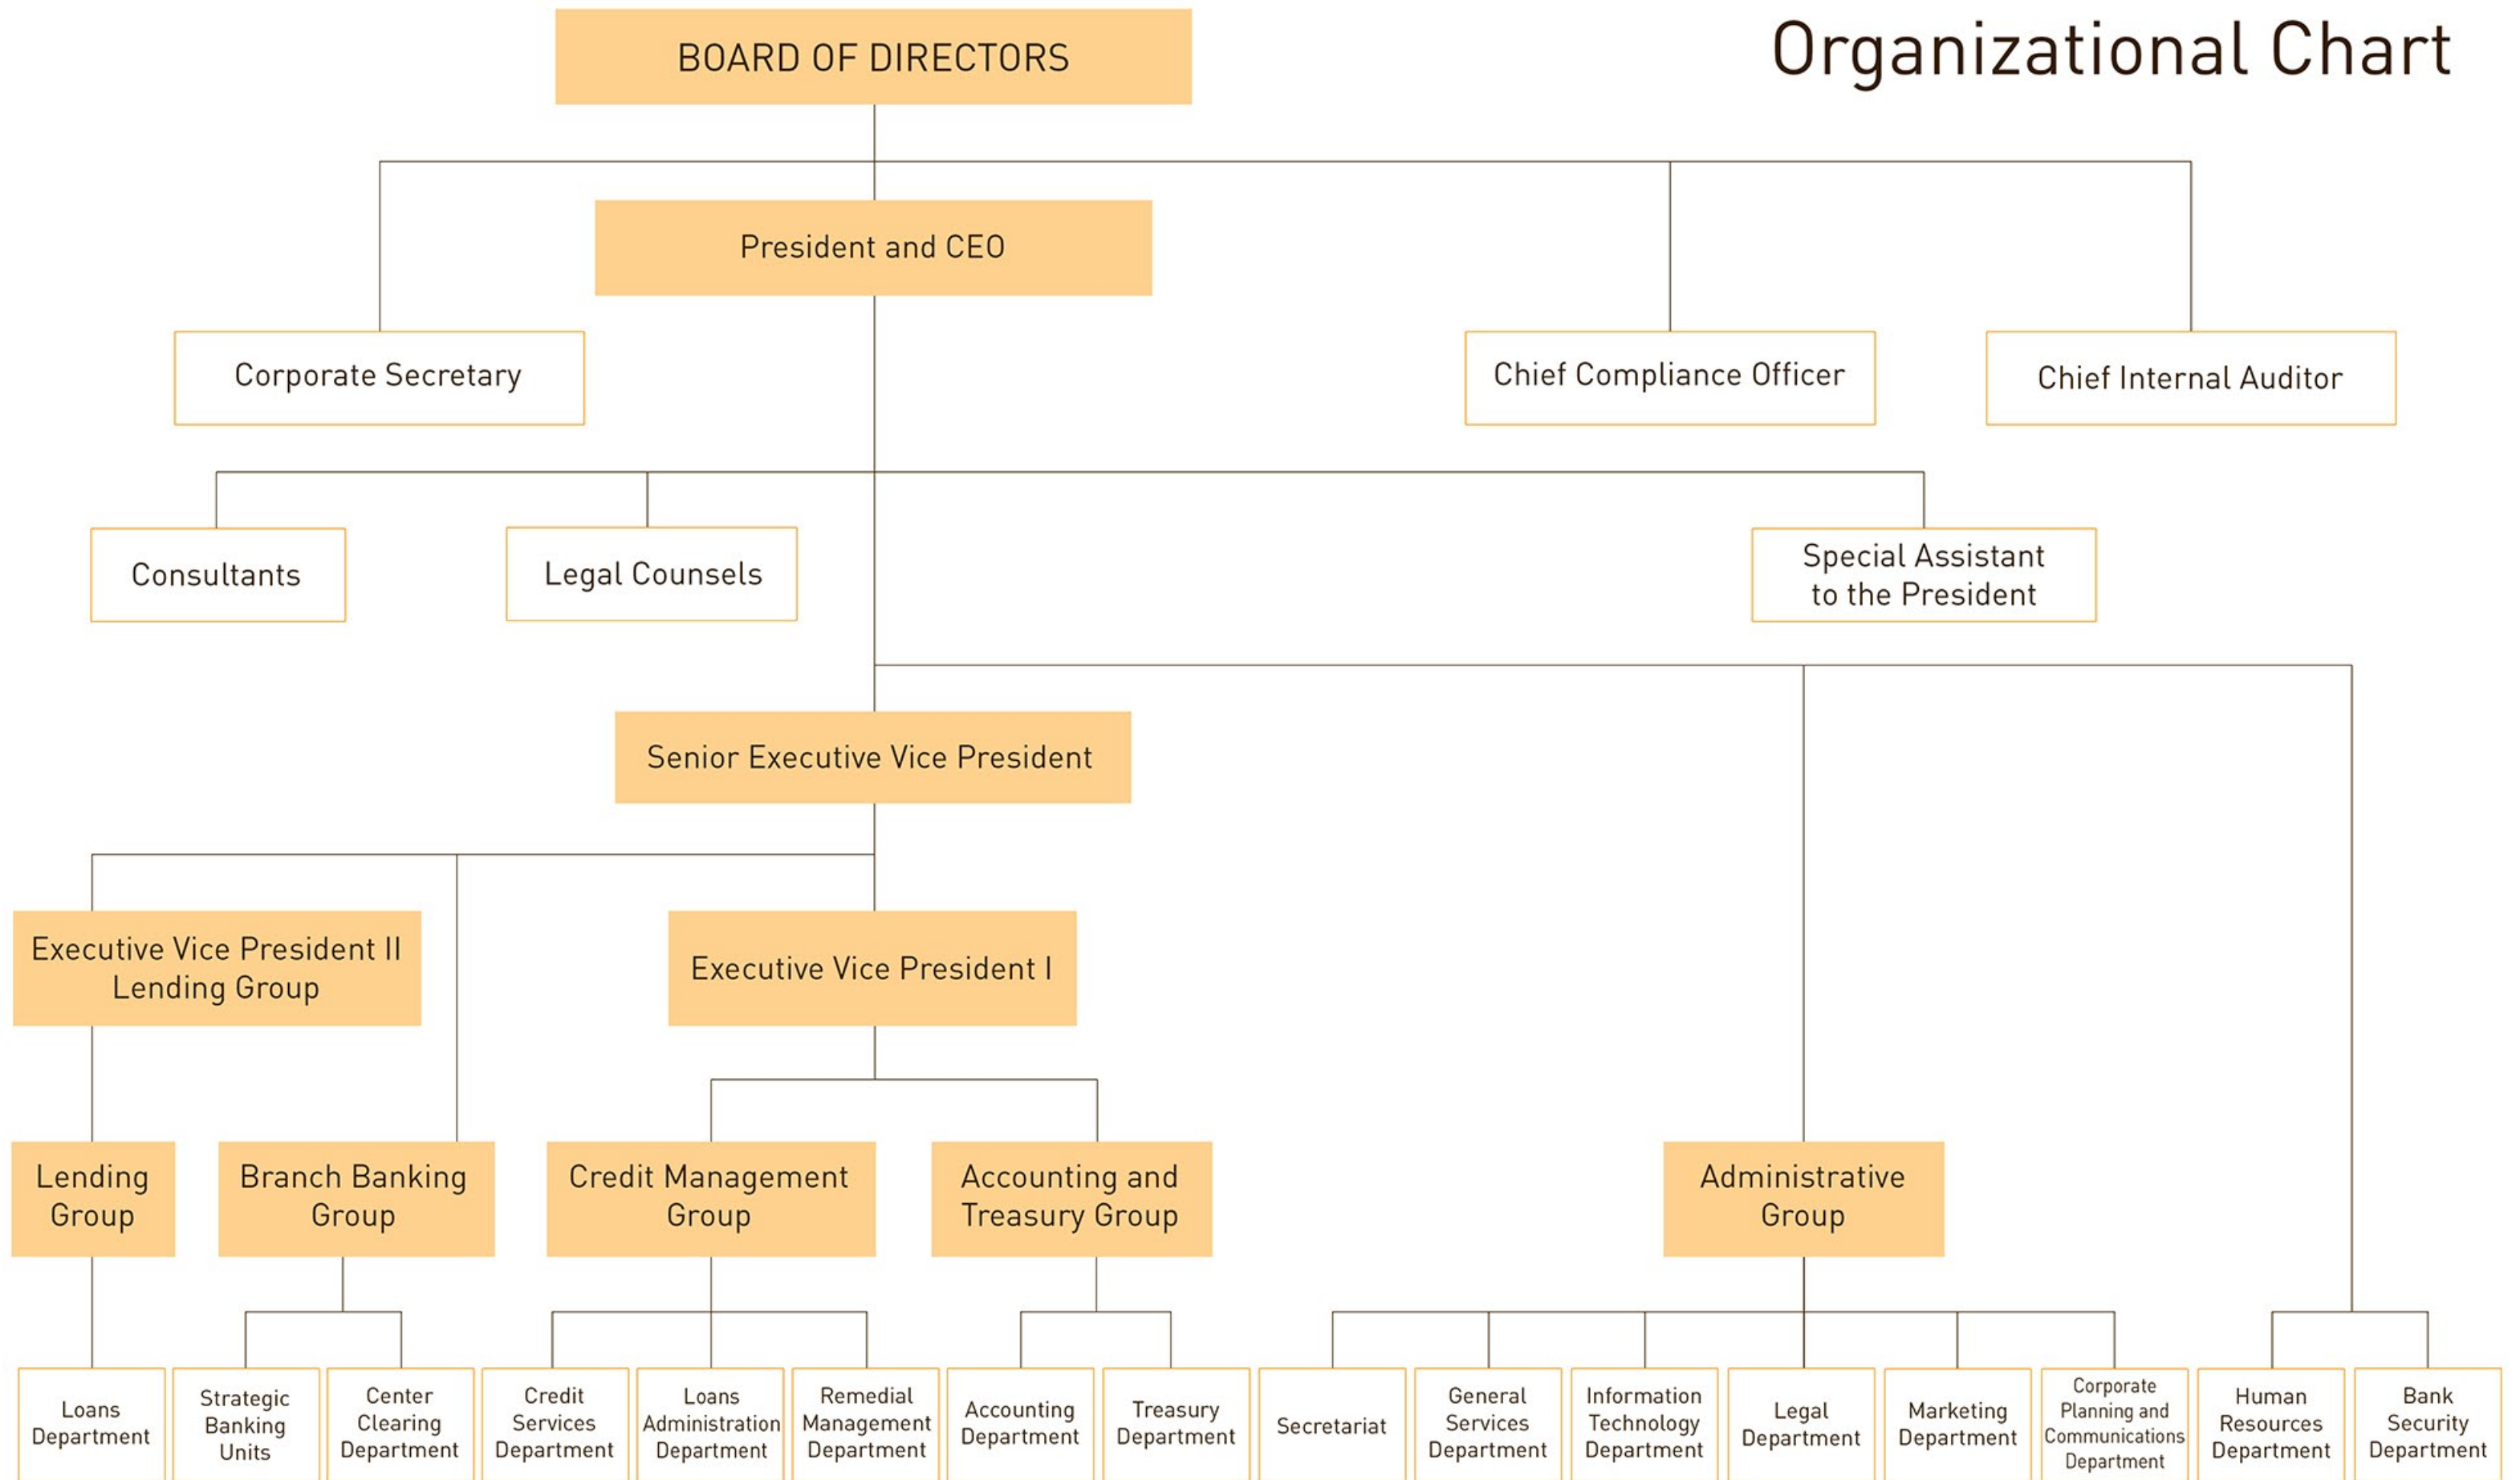 Organizational Chart
BOARD OF DIRECTORS
President and CEO
Corporate Secretary
Chief Compliance Officer
Chief Internal Auditor
Consultants
Legal Counsels
Special Assistant
to the President
Senior Executive Vice President
Executive Vice President II
Lending Group
Executive Vice President I
Lending
Group
Branch Banking
Group
Credit Management
Group
Accounting and
Treasury Group
Administrative
Group
Loans
Department
Strategic
Banking
Units
Center
Clearing
Department
Credit
Services
Department
Loans
Administration
Department
Remedial
Management
Department
Accounting
Department
Treasury
Department
Secretariat
General
Services
Department
Information
Technology
Department
Legal
Department
Marketing
Department
Corporate
Planning and
Communications
Department
Human
Resources
Department
Bank
Security
Department